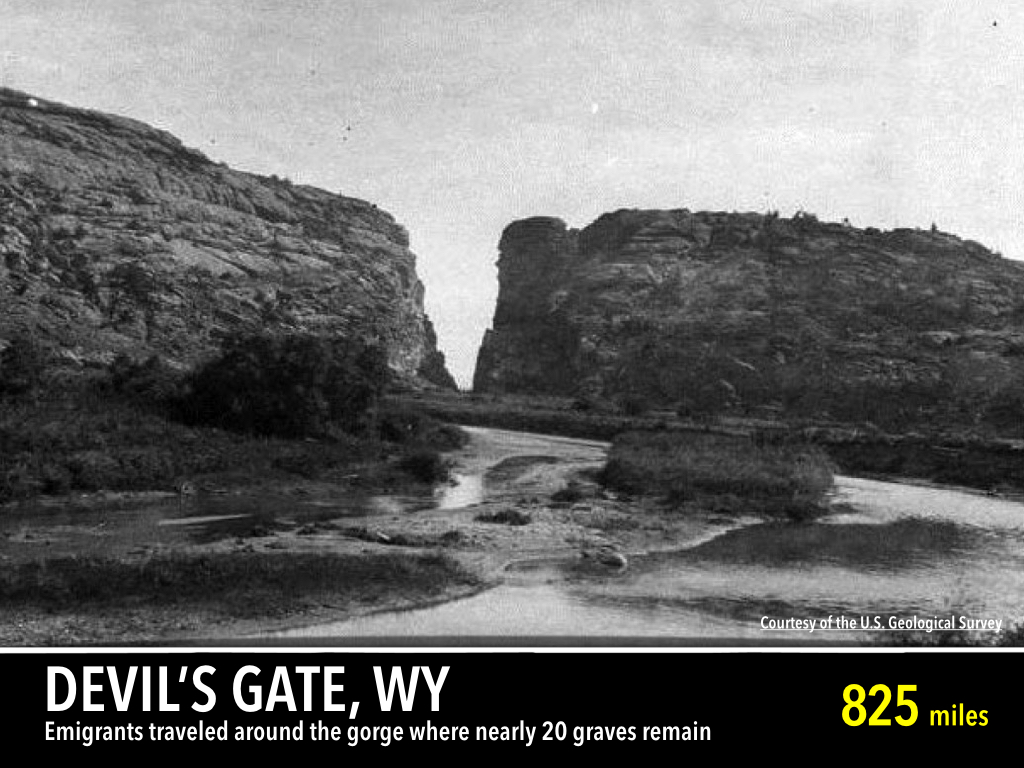 Courtesy of the U.S. Geological Survey
DEVIL’S GATE, WY
Emigrants traveled around the gorge where nearly 20 graves remain
825 miles